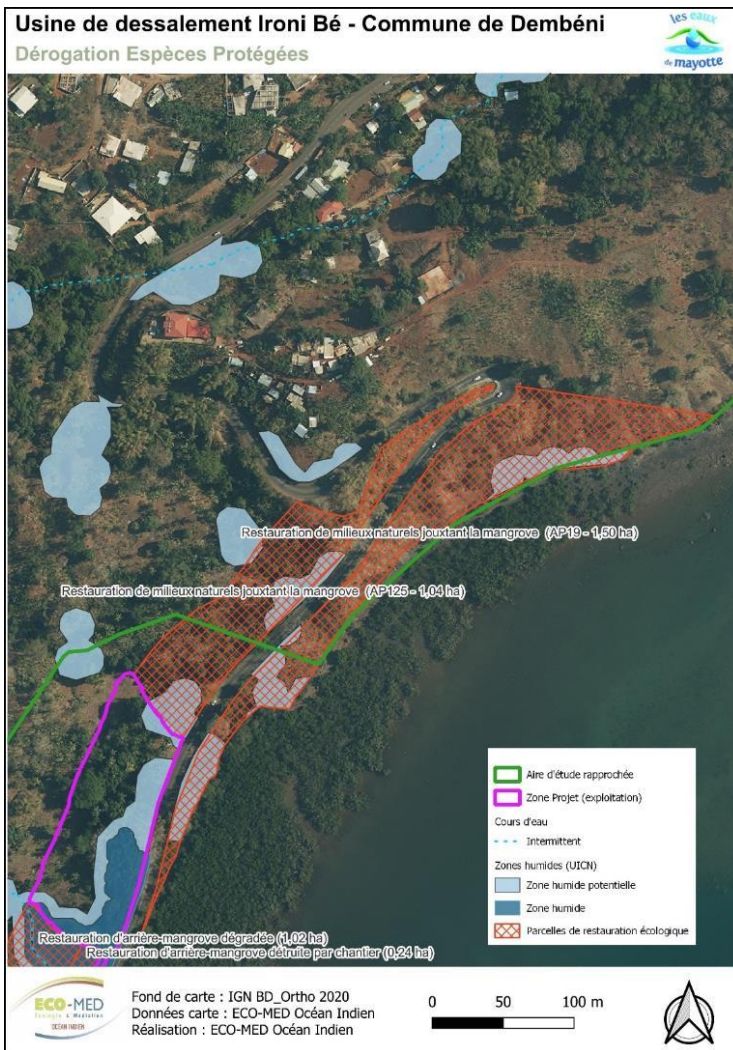 Usine de dessalement Ironi Bé - Commune de Dembéni
Dérogation Espèces Protégées
les eaux
de mayotte
Restauration de milieux naturels jouxtant la mangrove (AP19 - 1,50 ha)
Restauration de milieux naturels jouxtant la mangrove (AP125 - 1,04 ha)
Aire d'étude rapprochée
Zone Projet (exploitation)
Cours d'eau
Intermittent
Zones humides (UICN)
Zone humide potentielle
Zone humide
Parcelles de restauration écologique
Restauration d'arrière-mangrove dégradée (1,02 ha)
Restauration d'arrière-mangrove détruite par chantier (0,24 ha)
ECO-MED
Ecologie & Médiation
OCÉAN INDIEN
Fond de carte : IGN BD_Ortho 2020
Données carte : ECO-MED Océan Indien
Réalisation : ECO-MED Océan Indien
0 50 100 m